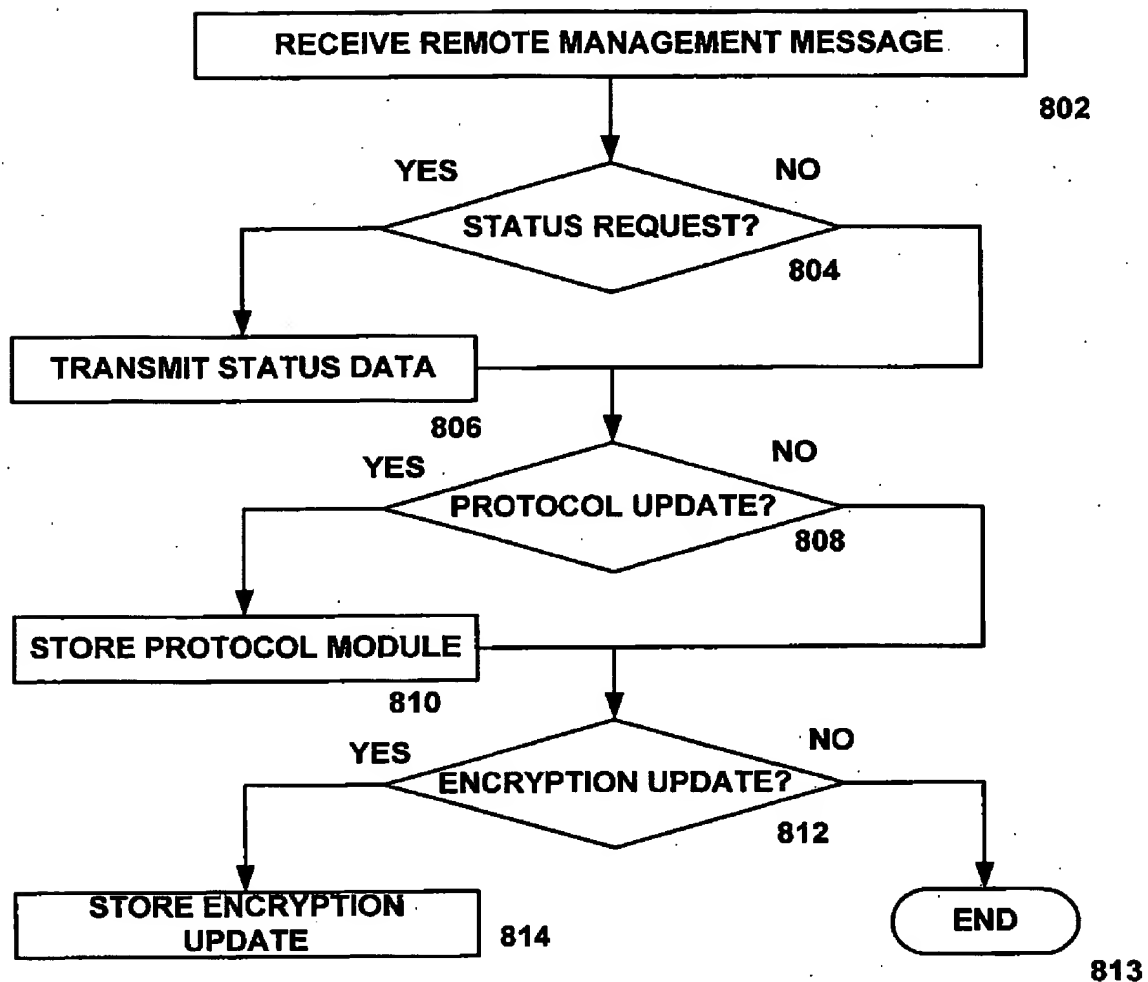 RECEIVE REMOTE MANAGEMENT MESSAGE
802
YES
NO
STATUS REQUEST?
804
TRANSMIT STATUS DATA
806
YES
NO
PROTOCOL UPDATE?
808
STORE PROTOCOL MODULE
810
YES
NO
ENCRYPTION UPDATE?
812
STORE ENCRYPTION
UPDATE
814
END
813